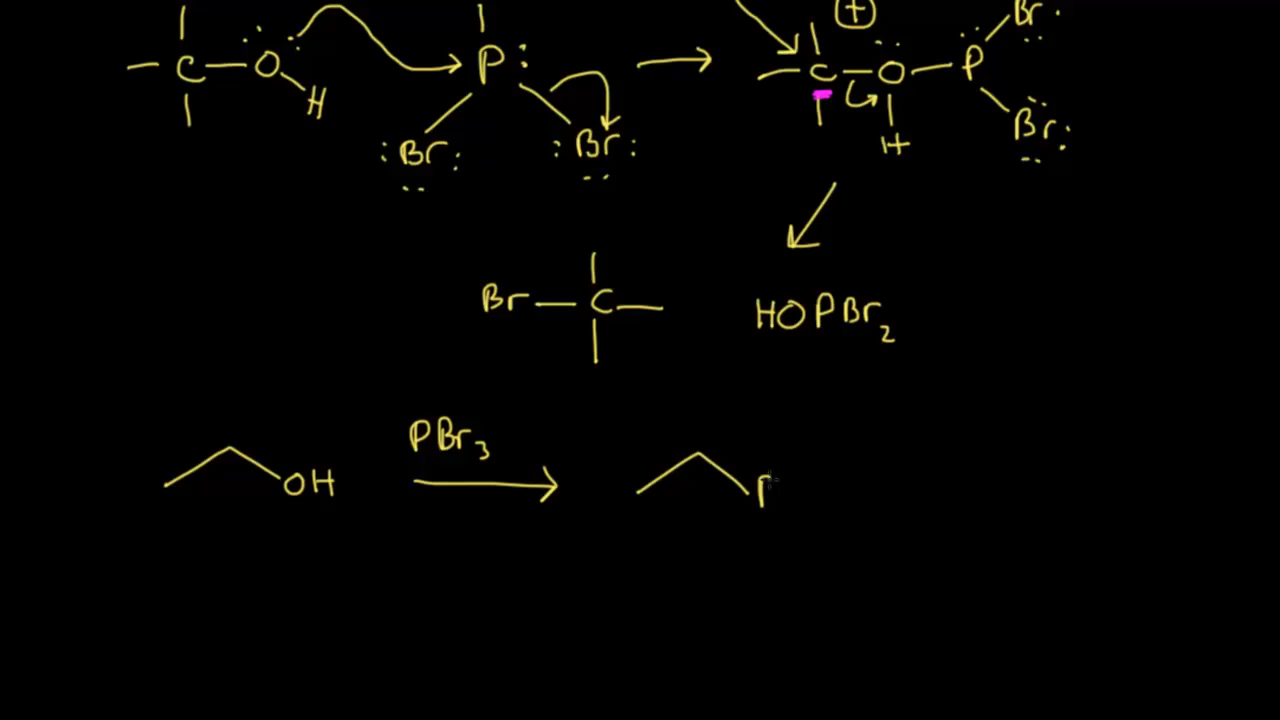 Br
C O P: C O P
H Br Br H Br
Br C HOPBr2
PBr3
OH